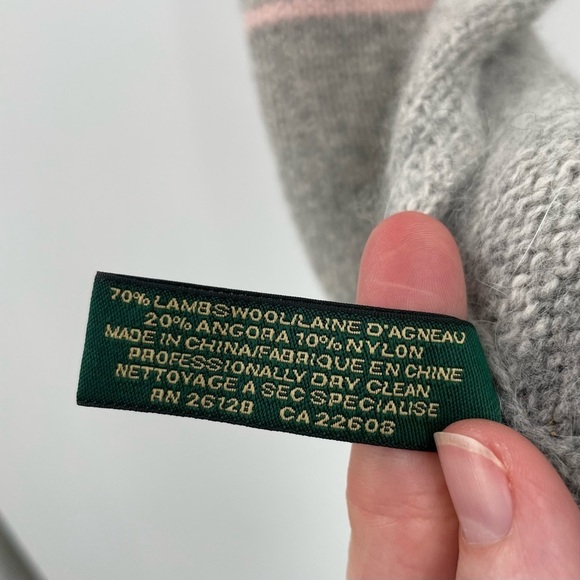 70% LAMBSWOOL/LAINE D'AGNEAU
20% ANGORA 10% NYLON
MADE IN CHINA/FABRIQUE EN CHINE
PROFESSIONALLY DRY CLEAN
NETTOYAGE A SEC SPECIALISE
RN 26128 CA 22608